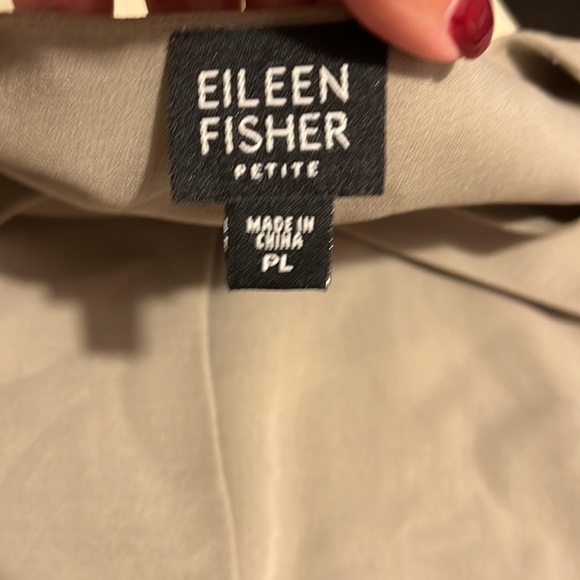 EILEEN
FISHER
PETITE
MADE IN
CHINA
PL